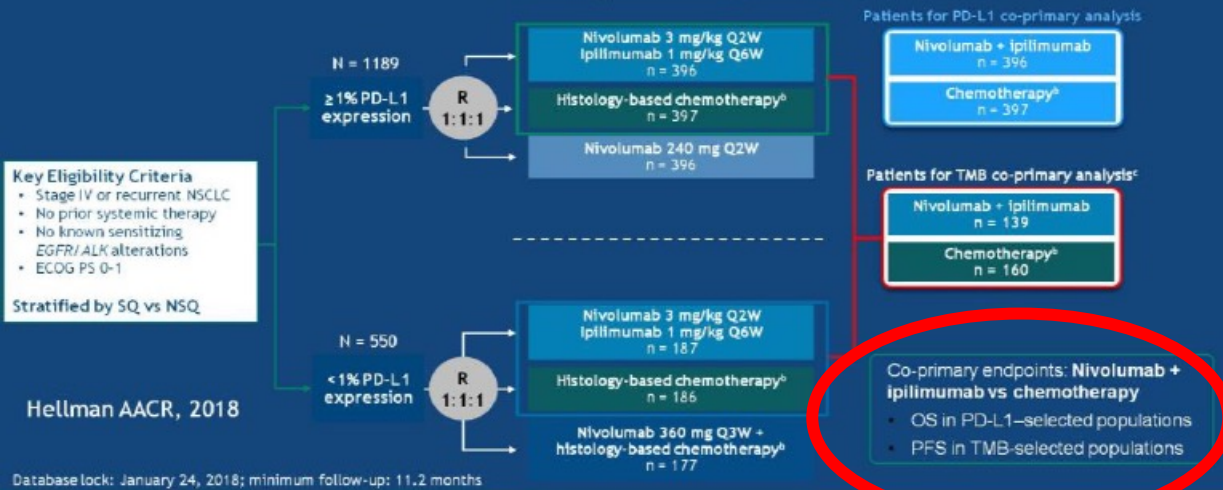 Patients for PD-L1 co-primary analysis
Nivolumab + ipilimumab
n = 396
Chemotherapyᵇ
n = 397
N = 1189
≥1% PD-L1
expression
R
1:1:1
Nivolumab 3 mg/kg Q2W
Ipilimumab 1 mg/kg Q6W
n = 396
Histology-based chemotherapyᵇ
n = 397
Nivolumab 240 mg Q2W
n = 396
Key Eligibility Criteria
• Stage IV or recurrent NSCLC
• No prior systemic therapy
• No known sensitizing
EGFR/ALK alterations
• ECOG PS 0-1
Stratified by SQ vs NSQ
Patients for TMB co-primary analysisᶜ
Nivolumab + ipilimumab
n = 139
Chemotherapyᵇ
n = 160
N = 550
<1% PD-L1
expression
R
1:1:1
Nivolumab 3 mg/kg Q2W
Ipilimumab 1 mg/kg Q6W
n = 187
Histology-based chemotherapyᵇ
n = 186
Nivolumab 360 mg Q3W +
histology-based chemotherapyᵇ
n = 177
Co-primary endpoints: Nivolumab +
ipilimumab vs chemotherapy
• OS in PD-L1–selected populations
• PFS in TMB-selected populations
Hellman AACR, 2018
Database lock: January 24, 2018; minimum follow-up: 11.2 months